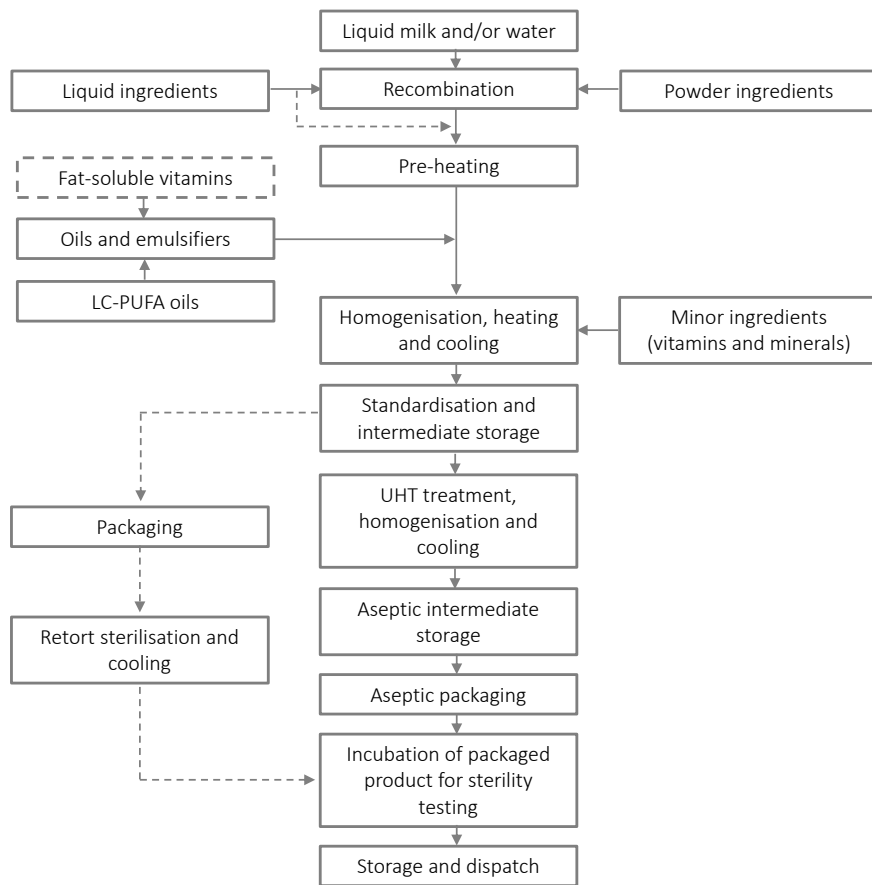 Liquid milk and/or water
Liquid ingredients
Recombination
Powder ingredients
Pre-heating
Fat-soluble vitamins
Oils and emulsifiers
LC-PUFA oils
Homogenisation, heating
and cooling
Minor ingredients
(vitamins and minerals)
Standardisation and
intermediate storage
UHT treatment,
homogenisation and
cooling
Packaging
Aseptic intermediate
storage
Retort sterilisation and
cooling
Aseptic packaging
Incubation of packaged
product for sterility
testing
Storage and dispatch